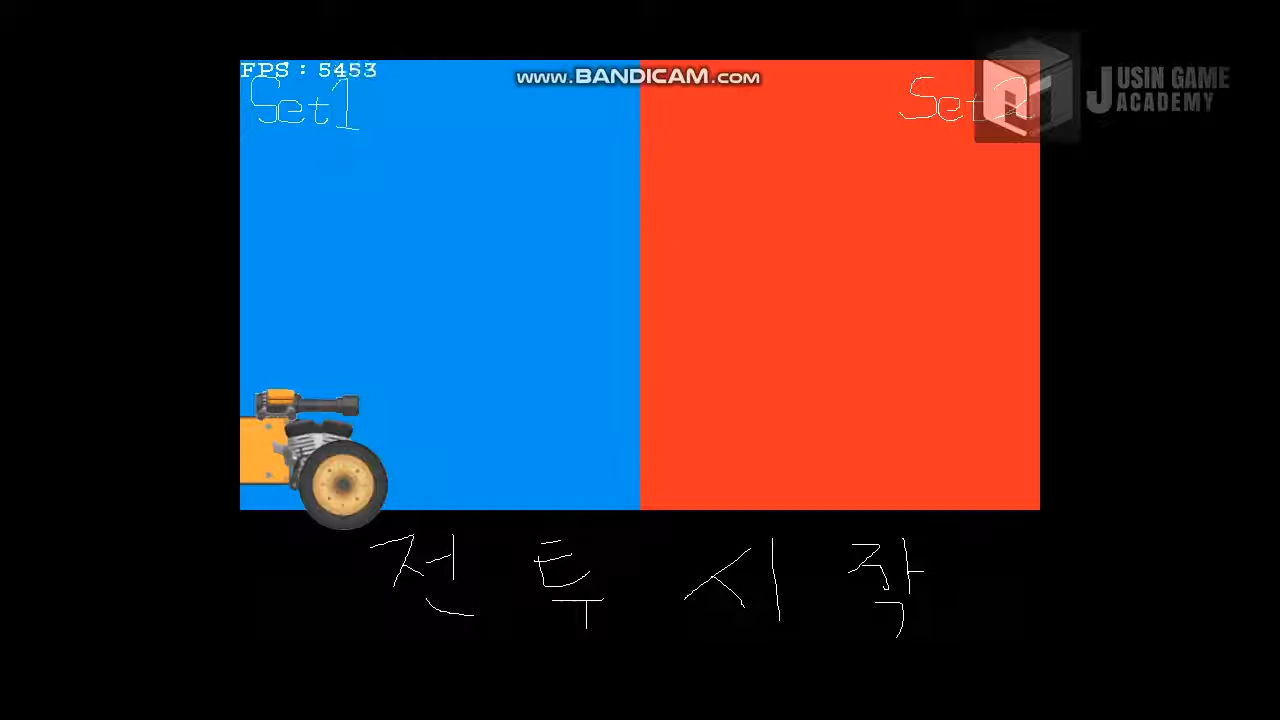 FPS : 5453
www.BANDICAM.com
Set1
Set2
JUSIN GAME
ACADEMY
전 투 시 작